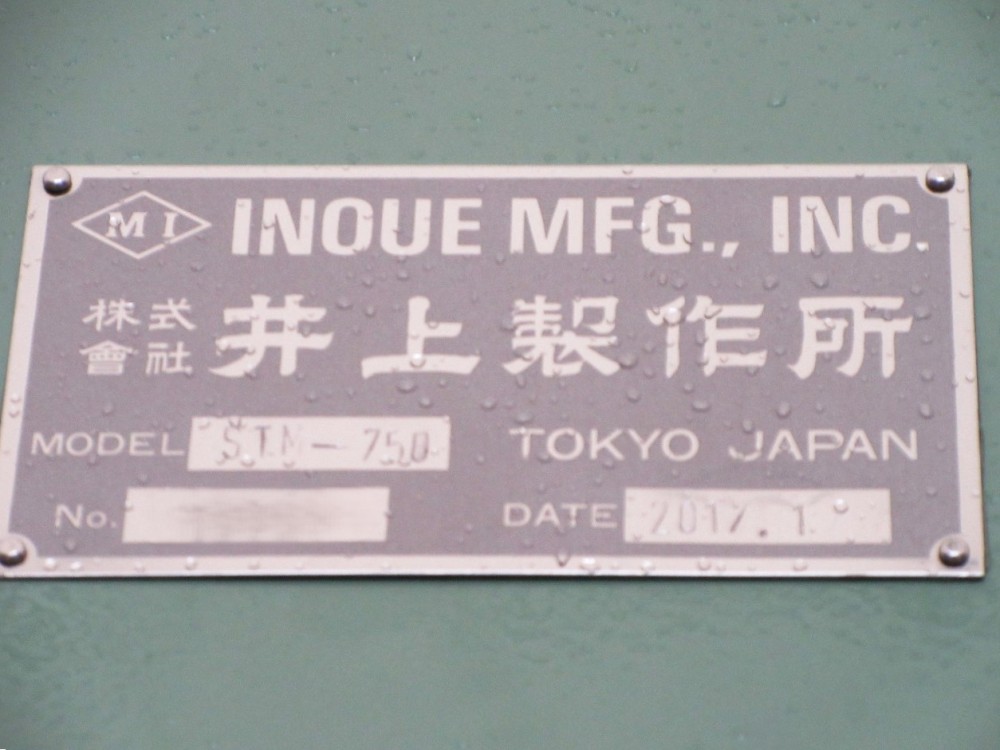 MI INOUE MFG., INC.
株式會社 井上製作所
MODEL STM-750 TOKYO JAPAN
No. DATE 2017.1